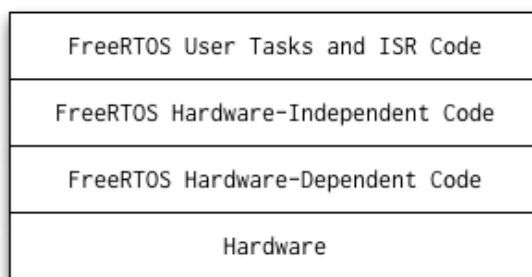 FreeRTOS User Tasks and ISR Code
FreeRTOS Hardware-Independent Code
FreeRTOS Hardware-Dependent Code
Hardware